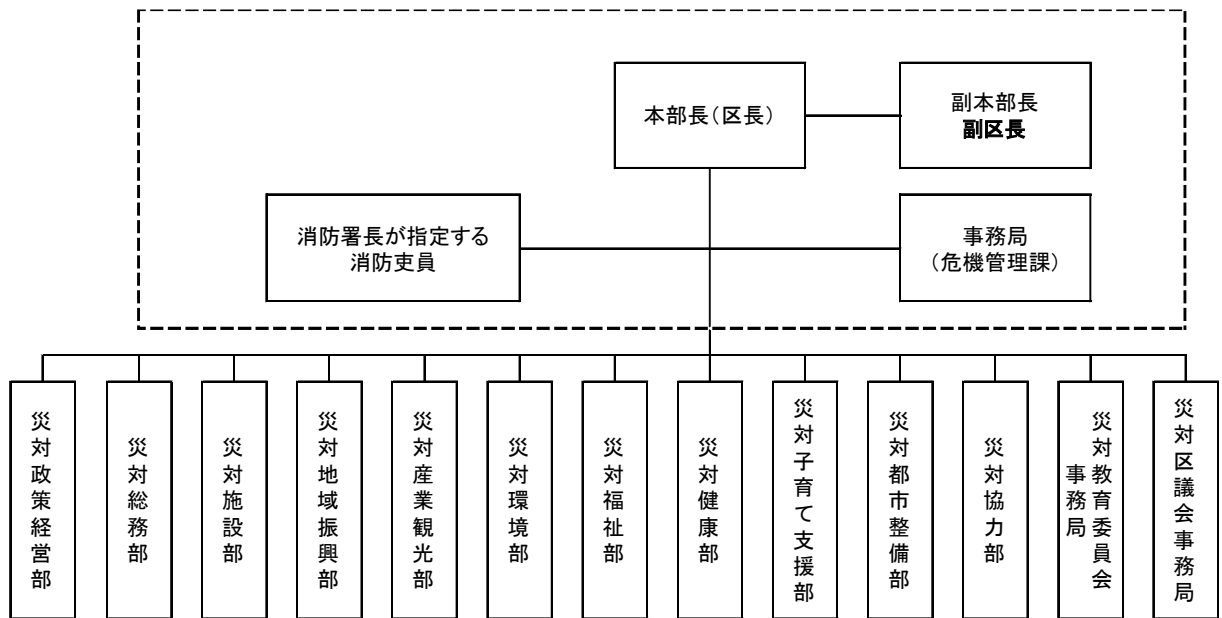 本部長（区長）
副本部長
副区長
消防署長が指定する
消防吏員
事務局
（危機管理課）
災対政策経営部
災対総務部
災対施設部
災対地域振興部
災対産業観光部
災対環境部
災対福祉部
災対健康部
災対子育て支援部
災対都市整備部
災対協力部
災対教育委員会
事務局
災対区議会事務局